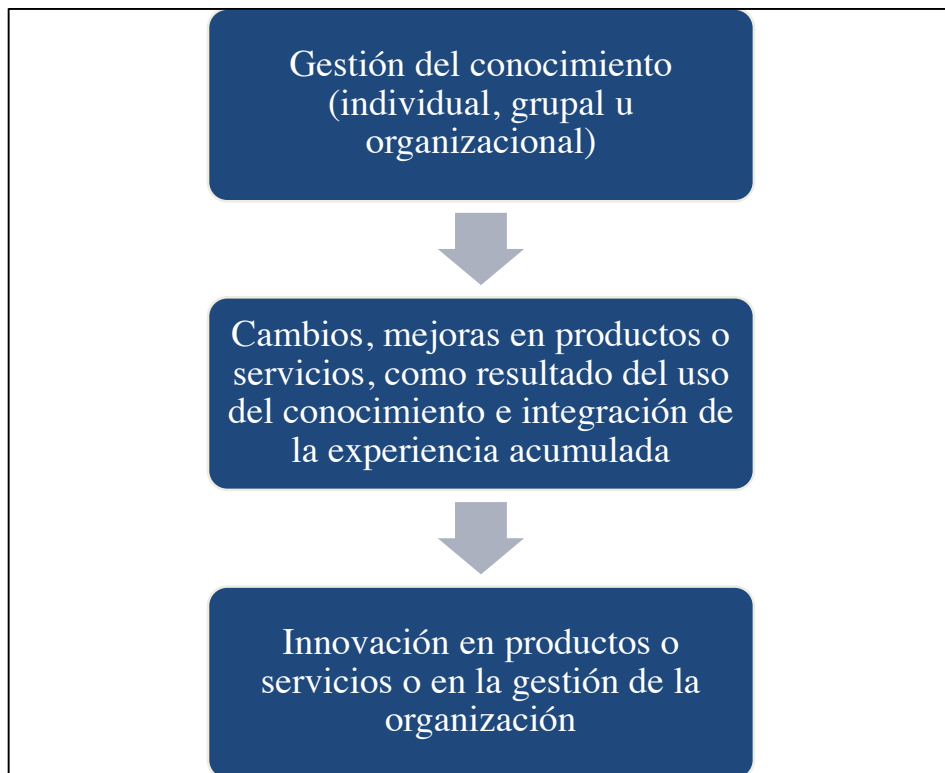 Gestión del conocimiento
(individual, grupal u
organizacional)
Cambios, mejoras en productos o
servicios, como resultado del uso
del conocimiento e integración de
la experiencia acumulada
Innovación en productos o
servicios o en la gestión de la
organización